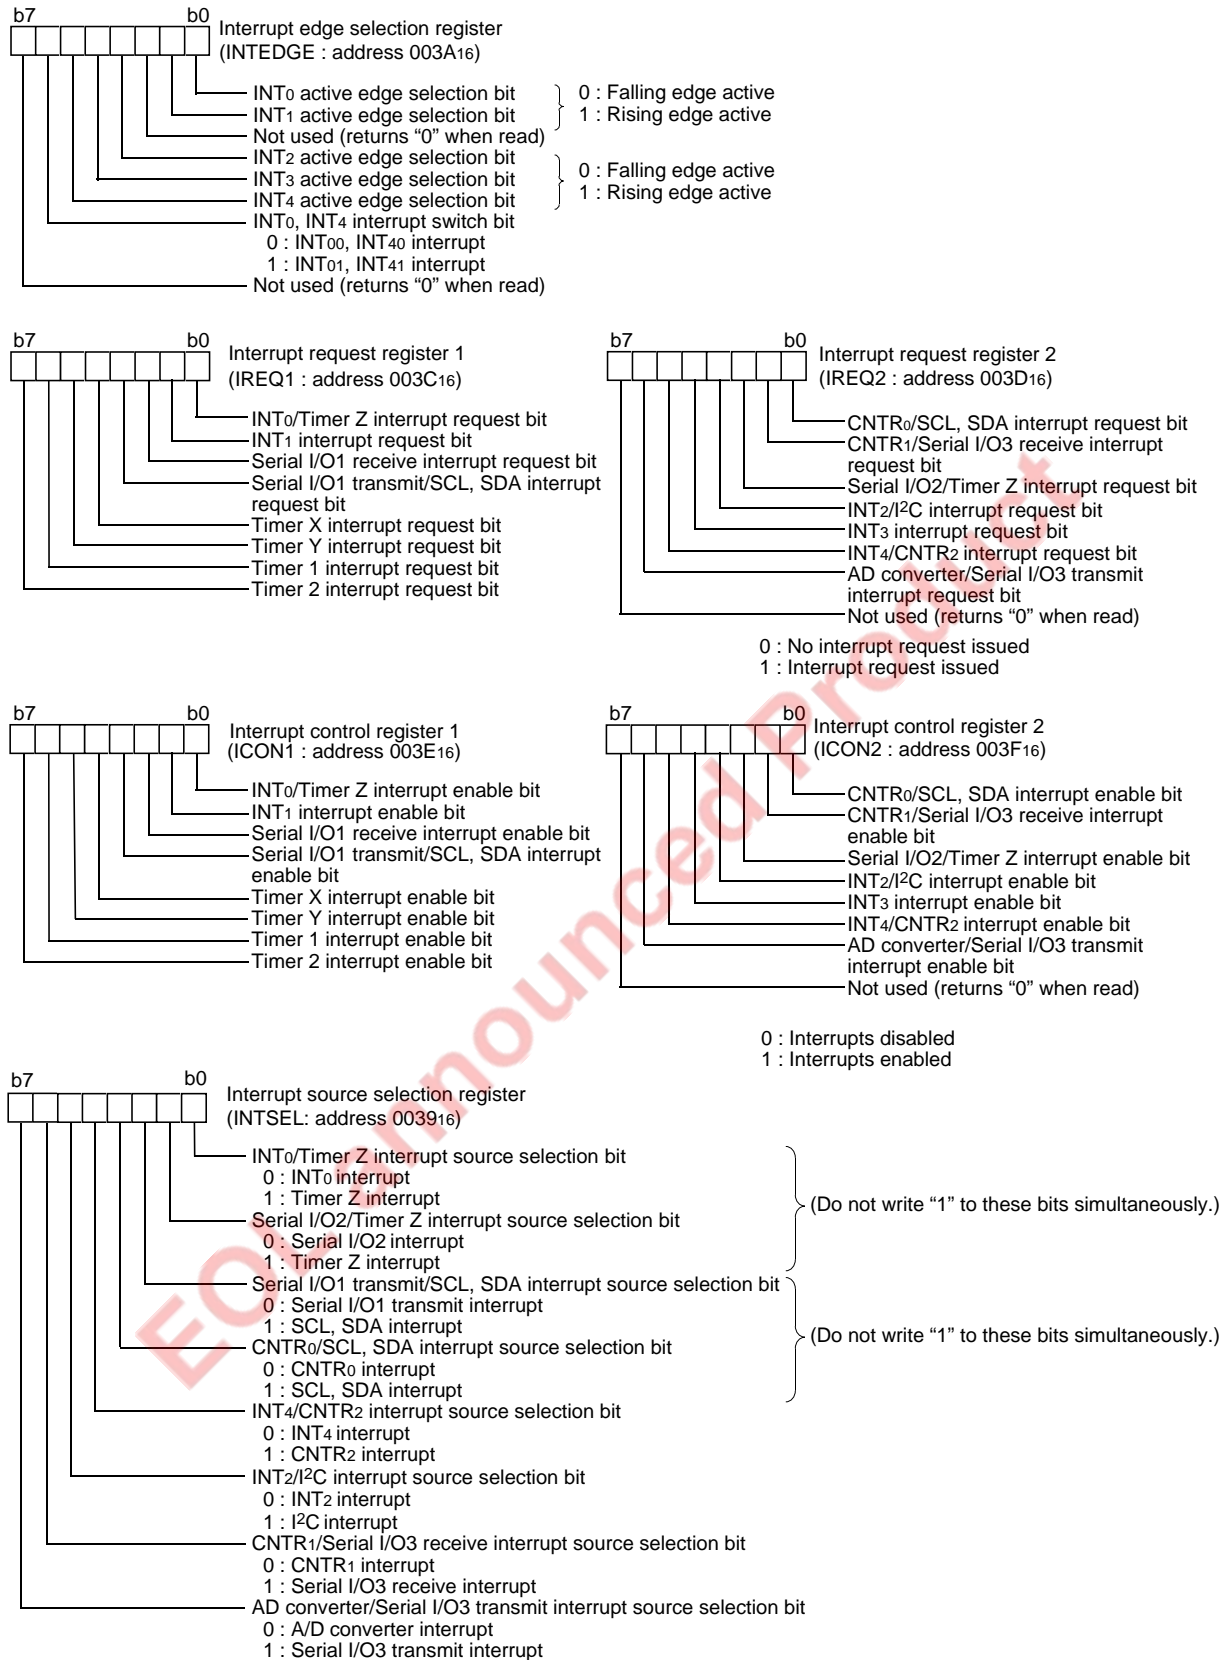 b7 b0
Interrupt edge selection register
(INTEDGE : address 003A16)
INT0 active edge selection bit
INT1 active edge selection bit
0 : Falling edge active
1 : Rising edge active
Not used (returns “0” when read)
INT2 active edge selection bit
INT3 active edge selection bit
INT4 active edge selection bit
0 : Falling edge active
1 : Rising edge active
INT0, INT4 interrupt switch bit
0 : INT00, INT40 interrupt
1 : INT01, INT41 interrupt
Not used (returns “0” when read)
b7 b0
Interrupt request register 1
(IREQ1 : address 003C16)
INT0/Timer Z interrupt request bit
INT1 interrupt request bit
Serial I/O1 receive interrupt request bit
Serial I/O1 transmit/SCL, SDA interrupt
request bit
Timer X interrupt request bit
Timer Y interrupt request bit
Timer 1 interrupt request bit
Timer 2 interrupt request bit
b7 b0
Interrupt request register 2
(IREQ2 : address 003D16)
CNTR0/SCL, SDA interrupt request bit
CNTR1/Serial I/O3 receive interrupt
request bit
Serial I/O2/Timer Z interrupt request bit
INT2/I2C interrupt request bit
INT3 interrupt request bit
INT4/CNTR2 interrupt request bit
AD converter/Serial I/O3 transmit
interrupt request bit
Not used (returns “0” when read)
0 : No interrupt request issued
1 : Interrupt request issued
b7 b0
Interrupt control register 1
(ICON1 : address 003E16)
INT0/Timer Z interrupt enable bit
INT1 interrupt enable bit
Serial I/O1 receive interrupt enable bit
Serial I/O1 transmit/SCL, SDA interrupt
enable bit
Timer X interrupt enable bit
Timer Y interrupt enable bit
Timer 1 interrupt enable bit
Timer 2 interrupt enable bit
b7 b0
Interrupt control register 2
(ICON2 : address 003F16)
CNTR0/SCL, SDA interrupt enable bit
CNTR1/Serial I/O3 receive interrupt
enable bit
Serial I/O2/Timer Z interrupt enable bit
INT2/I2C interrupt enable bit
INT3 interrupt enable bit
INT4/CNTR2 interrupt enable bit
AD converter/Serial I/O3 transmit
interrupt enable bit
Not used (returns “0” when read)
0 : Interrupts disabled
1 : Interrupts enabled
b7 b0
Interrupt source selection register
(INTSEL: address 003916)
INT0/Timer Z interrupt source selection bit
0 : INT0 interrupt
1 : Timer Z interrupt
Serial I/O2/Timer Z interrupt source selection bit
0 : Serial I/O2 interrupt
1 : Timer Z interrupt
(Do not write “1” to these bits simultaneously.)
Serial I/O1 transmit/SCL, SDA interrupt source selection bit
0 : Serial I/O1 transmit interrupt
1 : SCL, SDA interrupt
CNTR0/SCL, SDA interrupt source selection bit
0 : CNTR0 interrupt
1 : SCL, SDA interrupt
(Do not write “1” to these bits simultaneously.)
INT4/CNTR2 interrupt source selection bit
0 : INT4 interrupt
1 : CNTR2 interrupt
INT2/I2C interrupt source selection bit
0 : INT2 interrupt
1 : I2C interrupt
CNTR1/Serial I/O3 receive interrupt source selection bit
0 : CNTR1 interrupt
1 : Serial I/O3 receive interrupt
AD converter/Serial I/O3 transmit interrupt source selection bit
0 : A/D converter interrupt
1 : Serial I/O3 transmit interrupt
EOL announced Product